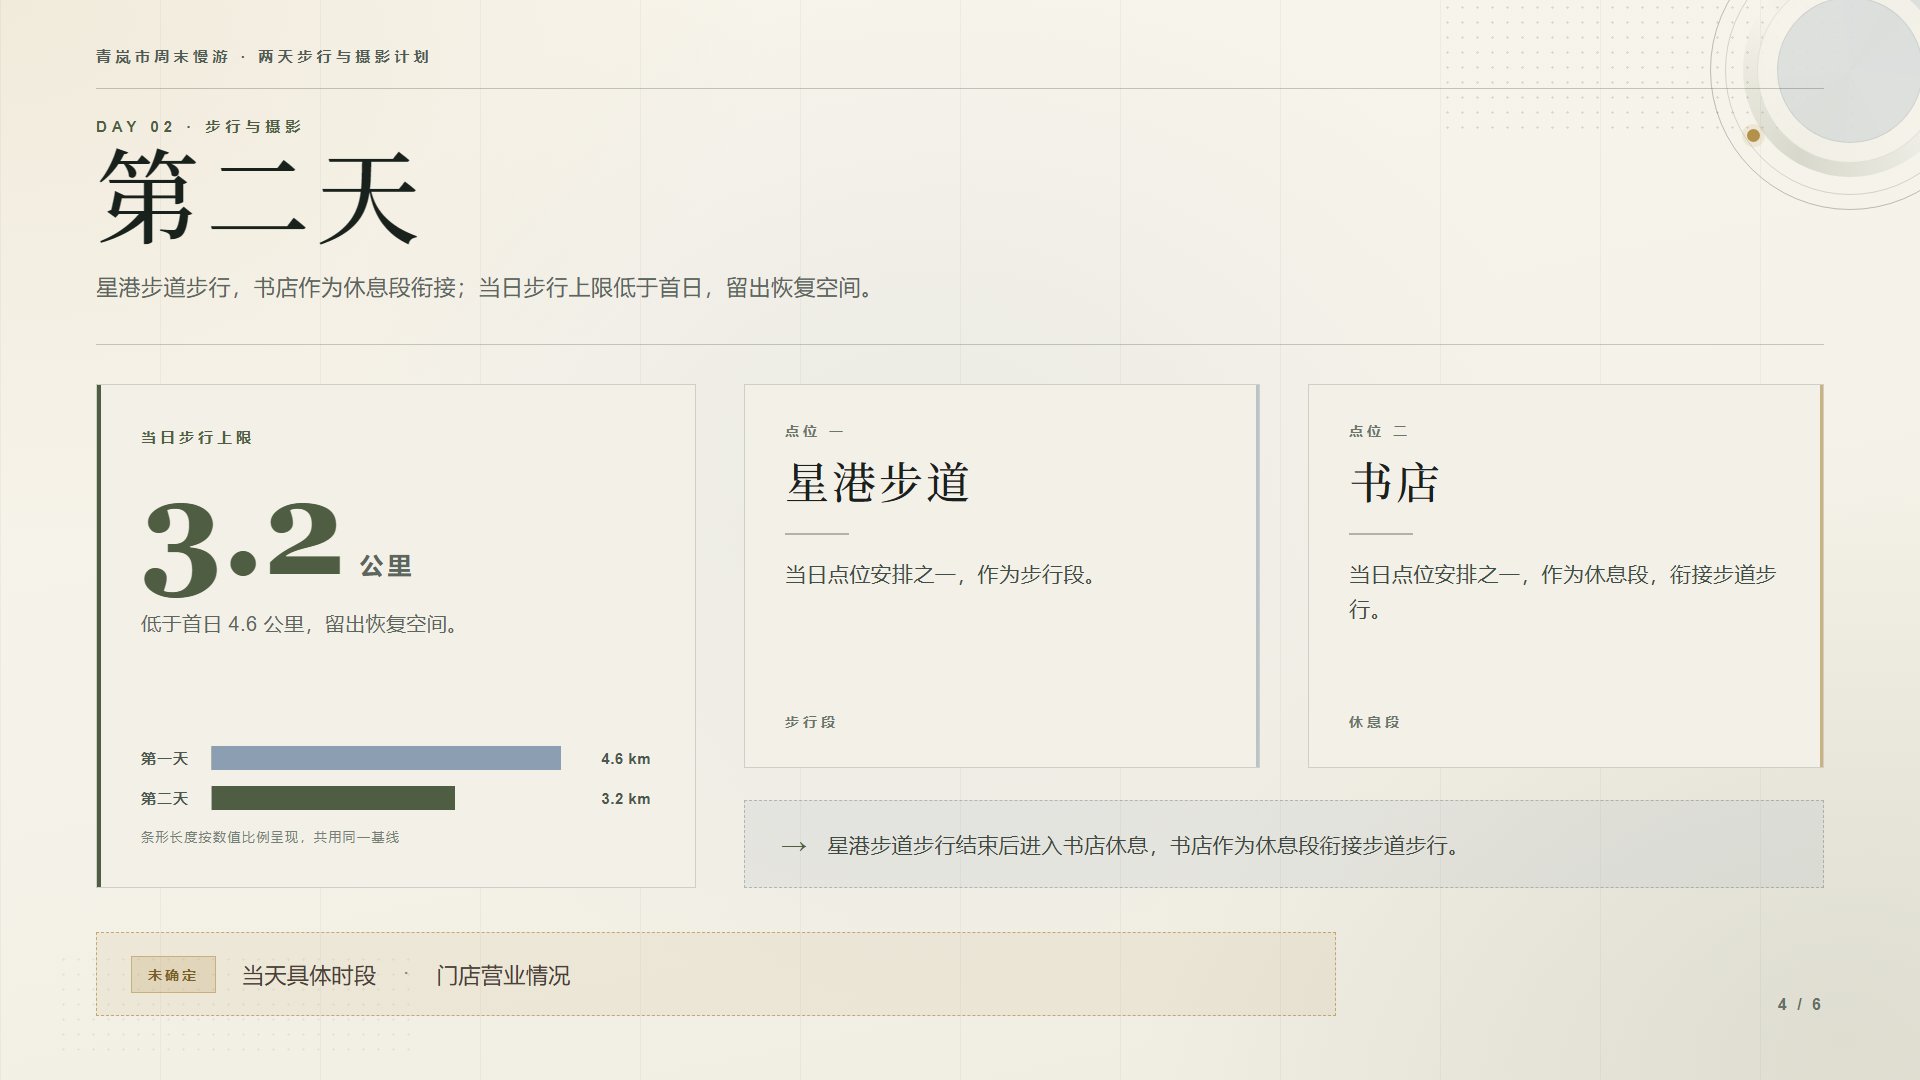 青岚市周末慢游 · 两天步行与摄影计划
DAY 02 · 步行与摄影
第二天
星港步道步行，书店作为休息段衔接；当日步行上限低于首日，留出恢复空间。
当日步行上限
3.2 公里
低于首日 4.6 公里，留出恢复空间。
第一天 4.6 km
第二天 3.2 km
条形长度按数值比例呈现，共用同一基线
点位 一
星港步道
当日点位安排之一，作为步行段。
步行段
点位 二
书店
当日点位安排之一，作为休息段，衔接步道步
行。
休息段
→ 星港步道步行结束后进入书店休息，书店作为休息段衔接步道步行。
未确定 当天具体时段 · 门店营业情况
4 / 6